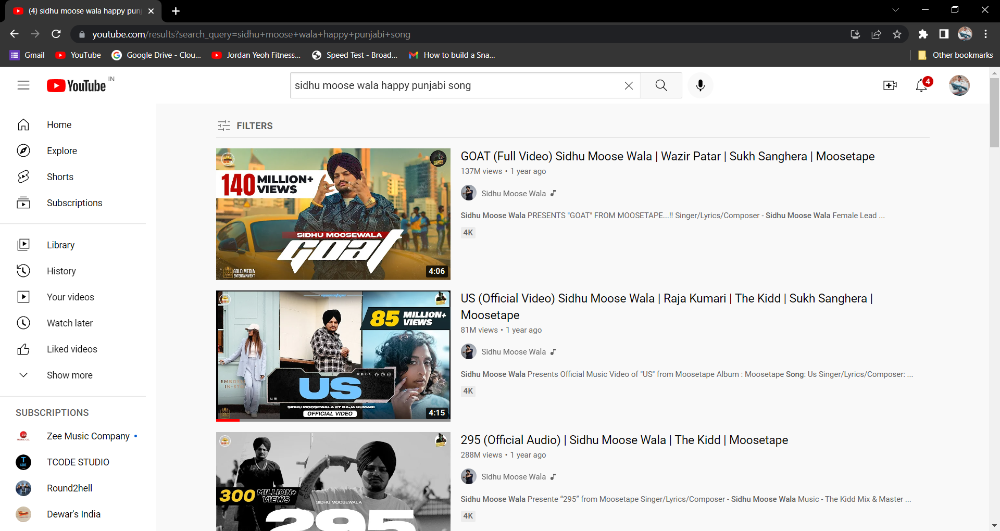 (4) sidhu moose wala happy punj
youtube.com/results?search_query=sidhu+moose+wala+happy+punjabi+song
Gmail
YouTube
Google Drive - Clou...
Jordan Yeoh Fitness...
Speed Test - Broad...
How to build a Sna...
Other bookmarks
YouTube IN
sidhu moose wala happy punjabi song
4
Home
Explore
Shorts
Subscriptions
Library
History
Your videos
Watch later
Liked videos
Show more
SUBSCRIPTIONS
Zee Music Company
TCODE STUDIO
Round2hell
Dewar's India
FILTERS
140 MILLION+
VIEWS
SIDHU MOOSEWALA
GOAT
GOLD MEDIA
ENTERTAINMENT
4:06
GOAT (Full Video) Sidhu Moose Wala | Wazir Patar | Sukh Sanghera | Moosetape
137M views • 1 year ago
Sidhu Moose Wala
Sidhu Moose Wala PRESENTS "GOAT" FROM MOOSETAPE...!! Singer/Lyrics/Composer - Sidhu Moose Wala Female Lead ...
4K
85 MILLION+
VIEWS
US
SIDHU MOOSEWALA FT RAJA KUMARI
OFFICIAL VIDEO
4:15
US (Official Video) Sidhu Moose Wala | Raja Kumari | The Kidd | Sukh Sanghera |
Moosetape
81M views • 1 year ago
Sidhu Moose Wala
Sidhu Moose Wala Presents Official Music Video of "US" from Moosetape Album : Moosetape Song: Us Singer/Lyrics/Composer: ...
4K
300 MILLION+
VIEWS
SIDHU MOOSEWALA
295
295 (Official Audio) | Sidhu Moose Wala | The Kidd | Moosetape
288M views • 1 year ago
Sidhu Moose Wala
Sidhu Moose Wala Presente “295” from Moosetape Singer/Lyrics/Composer - Sidhu Moose Wala Music - The Kidd Mix & Master ...
4K